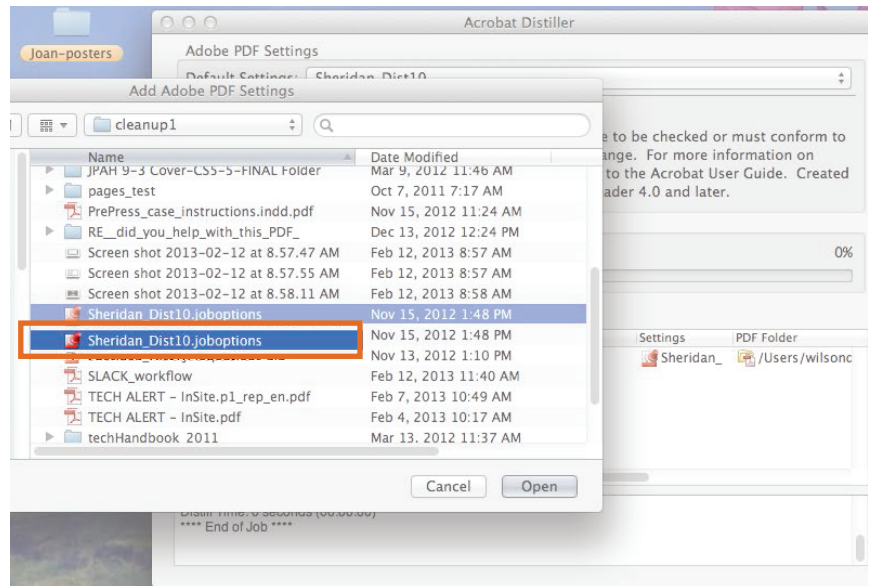 Acrobat Distiller
Joan-posters
Adobe PDF Settings
Default Settings: Sheridan_Dist10
Add Adobe PDF Settings
cleanup1
e to be checked or must conform to
ange. For more information on
to the Acrobat User Guide. Created
ader 4.0 and later.
Name Date Modified
JPAH 9-3 Cover-CS5-5-FINAL Folder Mar 9, 2012 11:46 AM
pages_test Oct 7, 2011 7:17 AM
PrePress_case_instructions.indd.pdf Nov 15, 2012 11:24 AM
RE__did_you_help_with_this_PDF_ Dec 13, 2012 12:24 PM
Screen shot 2013-02-12 at 8.57.47 AM Feb 12, 2013 8:57 AM
0%
Screen shot 2013-02-12 at 8.57.55 AM Feb 12, 2013 8:57 AM
Screen shot 2013-02-12 at 8.58.11 AM Feb 12, 2013 8:58 AM
Sheridan_Dist10.joboptions Nov 15, 2012 1:48 PM
Sheridan_Dist10.joboptions Nov 15, 2012 1:48 PM
Settings PDF Folder
Nov 13, 2012 1:10 PM
Sheridan_ /Users/wilsonc
SLACK_workflow Feb 12, 2013 11:40 AM
TECH ALERT - InSite.p1_rep_en.pdf Feb 7, 2013 10:49 AM
TECH ALERT - InSite.pdf Feb 4, 2013 10:17 AM
techHandbook 2011 Mar 13, 2012 11:37 AM
Cancel Open
Distill Time: 0 seconds (00:00:00)
**** End of Job ****